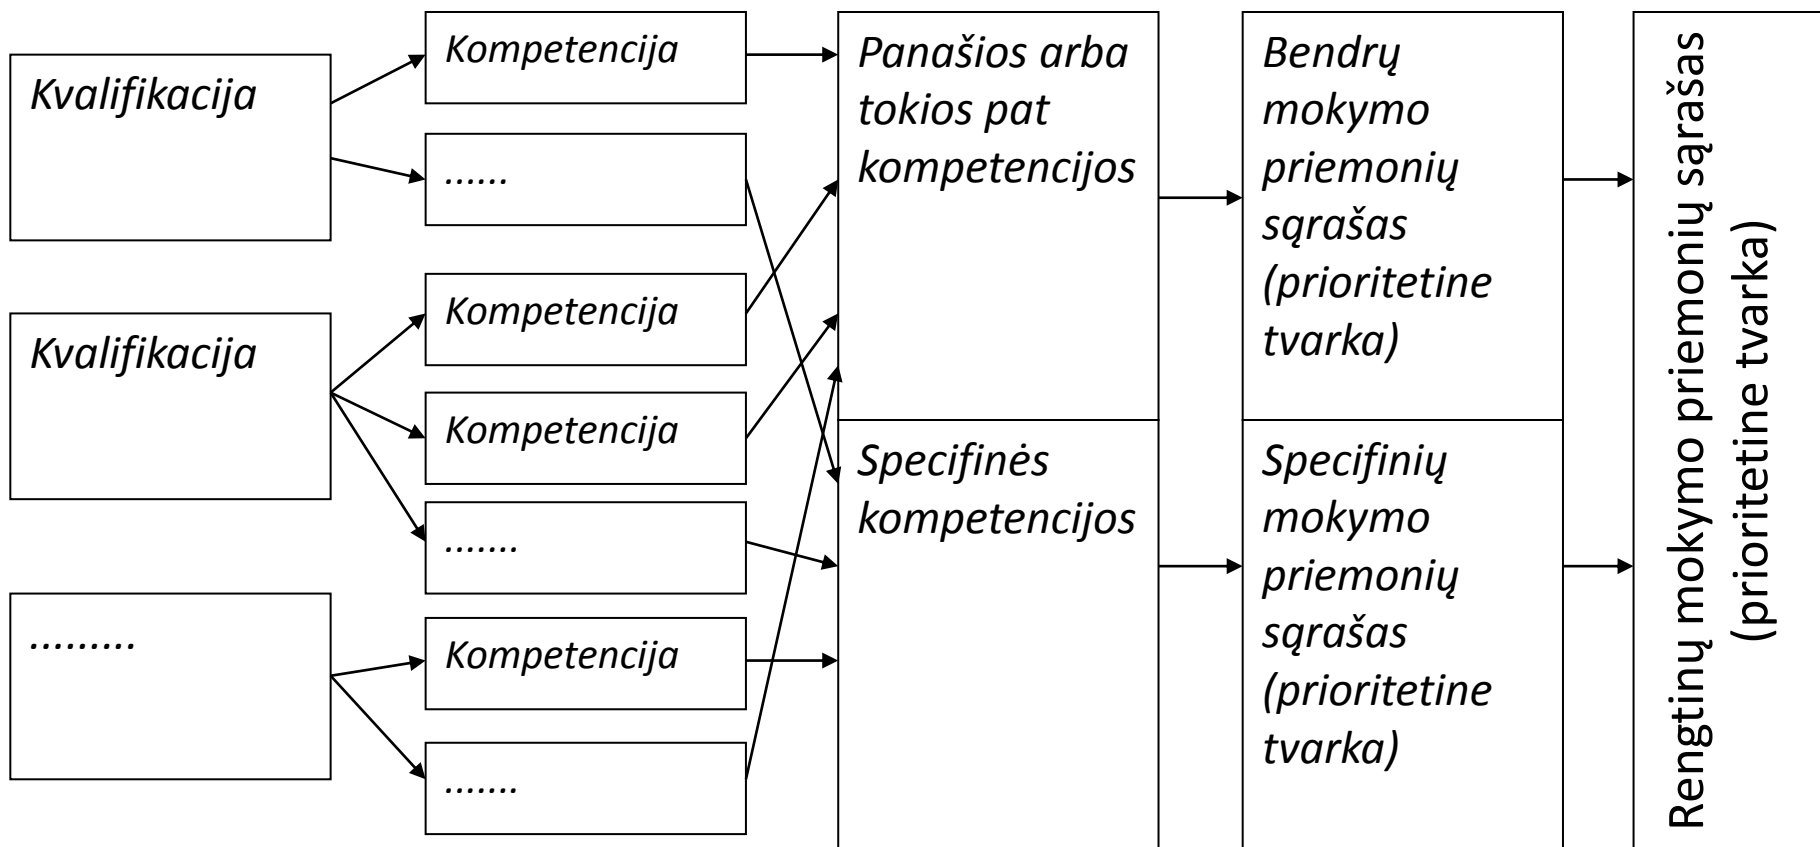 Kvalifikacija
Kvalifikacija
.........
Kompetencija
......
Kompetencija
Kompetencija
.......
Kompetencija
.......
Panašios arba
tokios pat
kompetencijos
Specifinės
kompetencijos
Bendrų
mokymo
priemonių
sąrašas
(prioritetine
tvarka)
Specifinių
mokymo
priemonių
sąrašas
(prioritetine
tvarka)
Rengtinų mokymo priemonių sąrašas
(prioritetine tvarka)